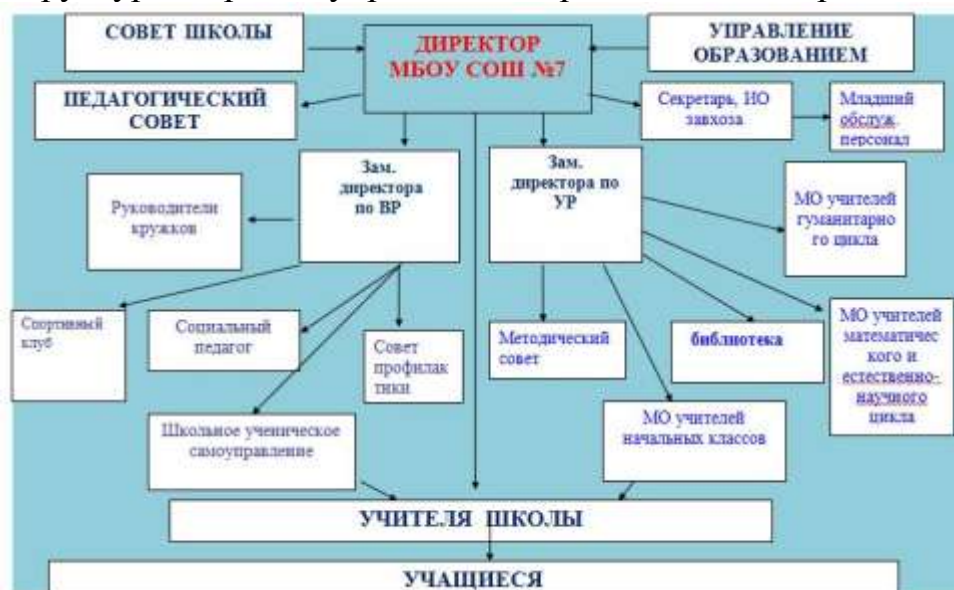 СОВЕТ ШКОЛЫ
ДИРЕКТОР
МБОУ СОШ №7
УПРАВЛЕНИЕ
ОБРАЗОВАНИЕМ
ПЕДАГОГИЧЕСКИЙ
СОВЕТ
Секретарь, ИО
завхоза
Младший
обслуж.
персонал
Зам.
директора
по ВР
Зам.
директора по
УР
Руководители
кружков
МО учителей
гуманитарно
го цикла
Спортивный
клуб
Социальный
педагог
Совет
профилак
тики
Методический
совет
библиотека
МО учителей
математичес
кого и
естественно-
научного
цикла
Школьное ученическое
самоуправление
МО учителей
начальных классов
УЧИТЕЛЯ ШКОЛЫ
УЧАЩИЕСЯ